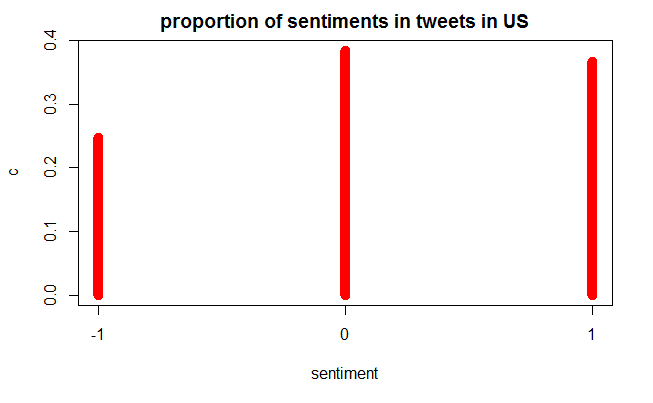 proportion of sentiments in tweets in US
0.4
0.3
0.2
0.1
0.0
c
-1 0 1
sentiment